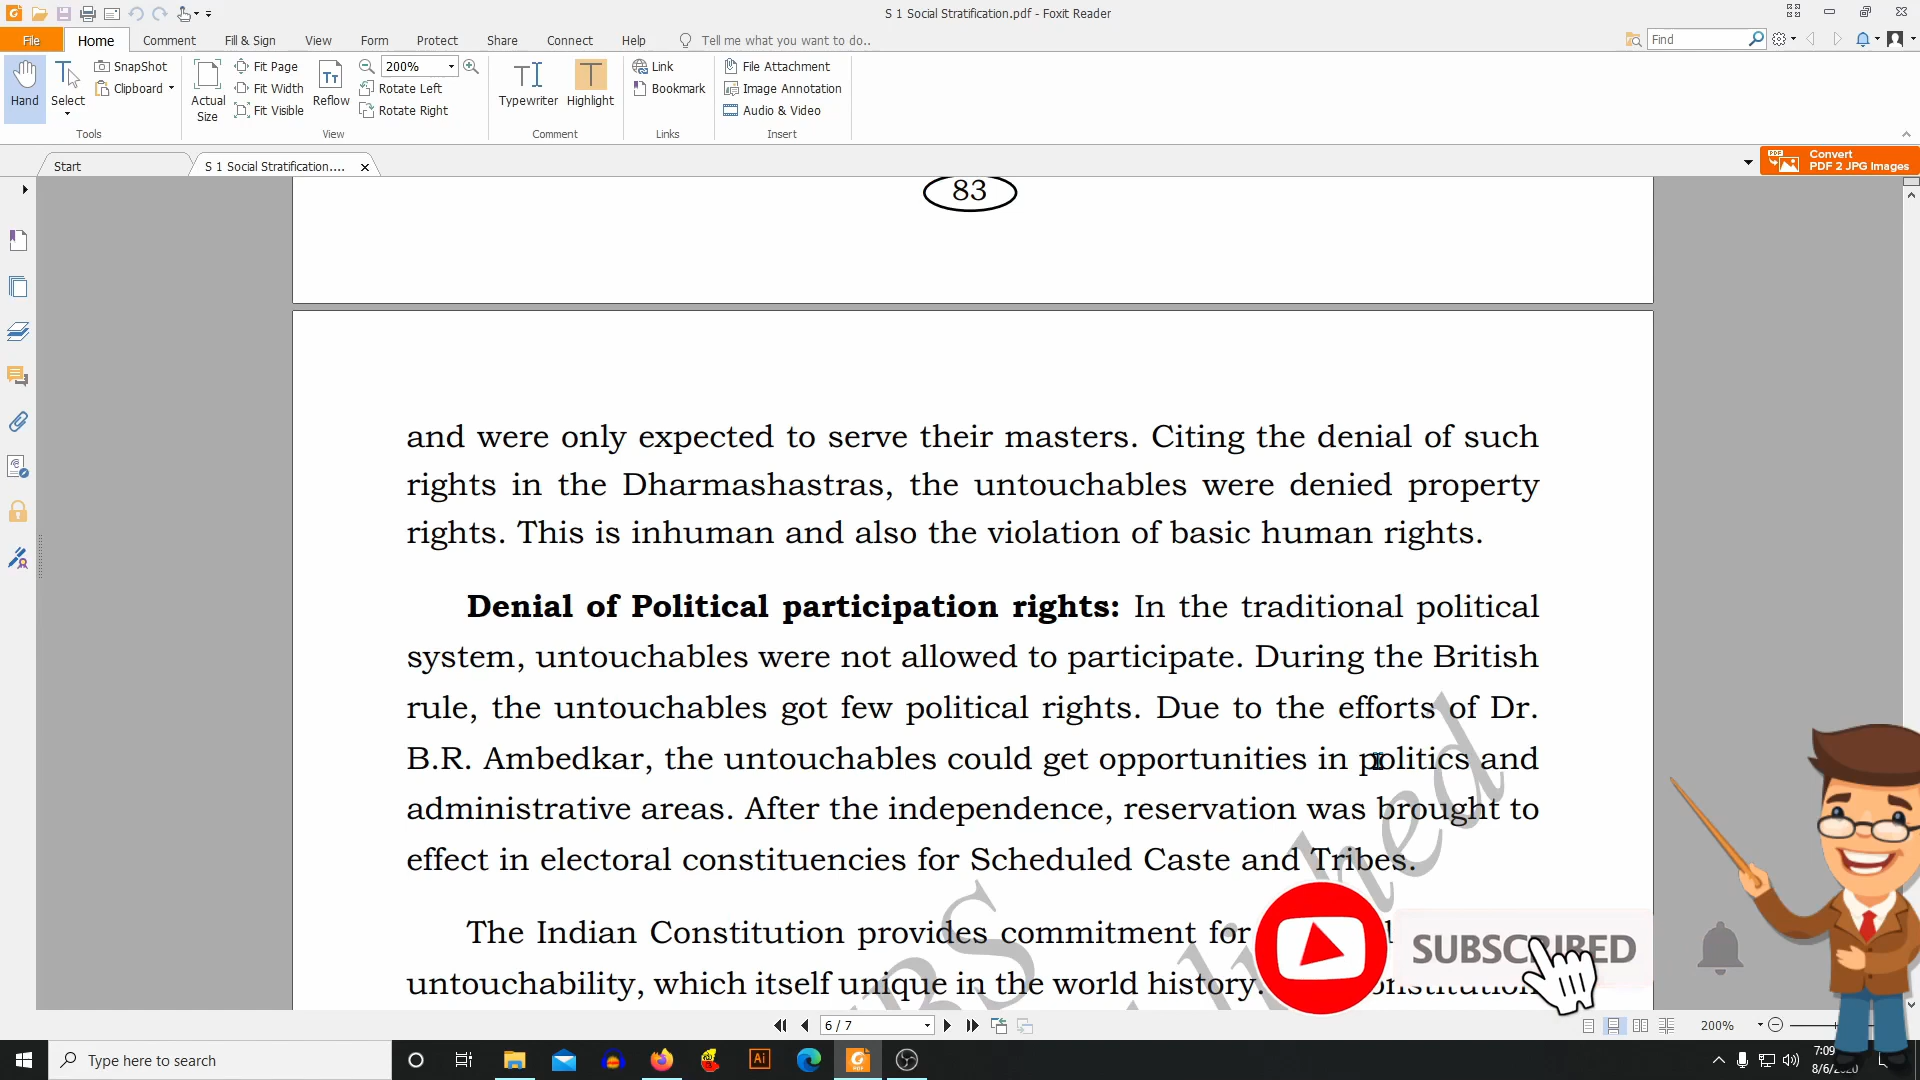 S 1 Social Stratification.pdf - Foxit Reader
File Home Comment Fill & Sign View Form Protect Share Connect Help Tell me what you want to do.. Find
Hand
Select
SnapShot
Clipboard
Tools
Actual
Size
Fit Page
Fit Width
Fit Visible
Reflow
200%
Rotate Left
Rotate Right
View
Typewriter
Highlight
Comment
Link
Bookmark
Links
File Attachment
Image Annotation
Audio & Video
Insert
Start
S 1 Social Stratification....
Convert
PDF 2 JPG Images
83
and were only expected to serve their masters. Citing the denial of such
rights in the Dharmashastras, the untouchables were denied property
rights. This is inhuman and also the violation of basic human rights.
Denial of Political participation rights: In the traditional political
system, untouchables were not allowed to participate. During the British
rule, the untouchables got few political rights. Due to the efforts of Dr.
B.R. Ambedkar, the untouchables could get opportunities in politics and
administrative areas. After the independence, reservation was brought to
effect in electoral constituencies for Scheduled Caste and Tribes.
The Indian Constitution provides commitment for
untouchability, which itself unique in the world history.
SUBSCRIBED
6 / 7
200%
Type here to search
Ai
7:09
8/6/2020